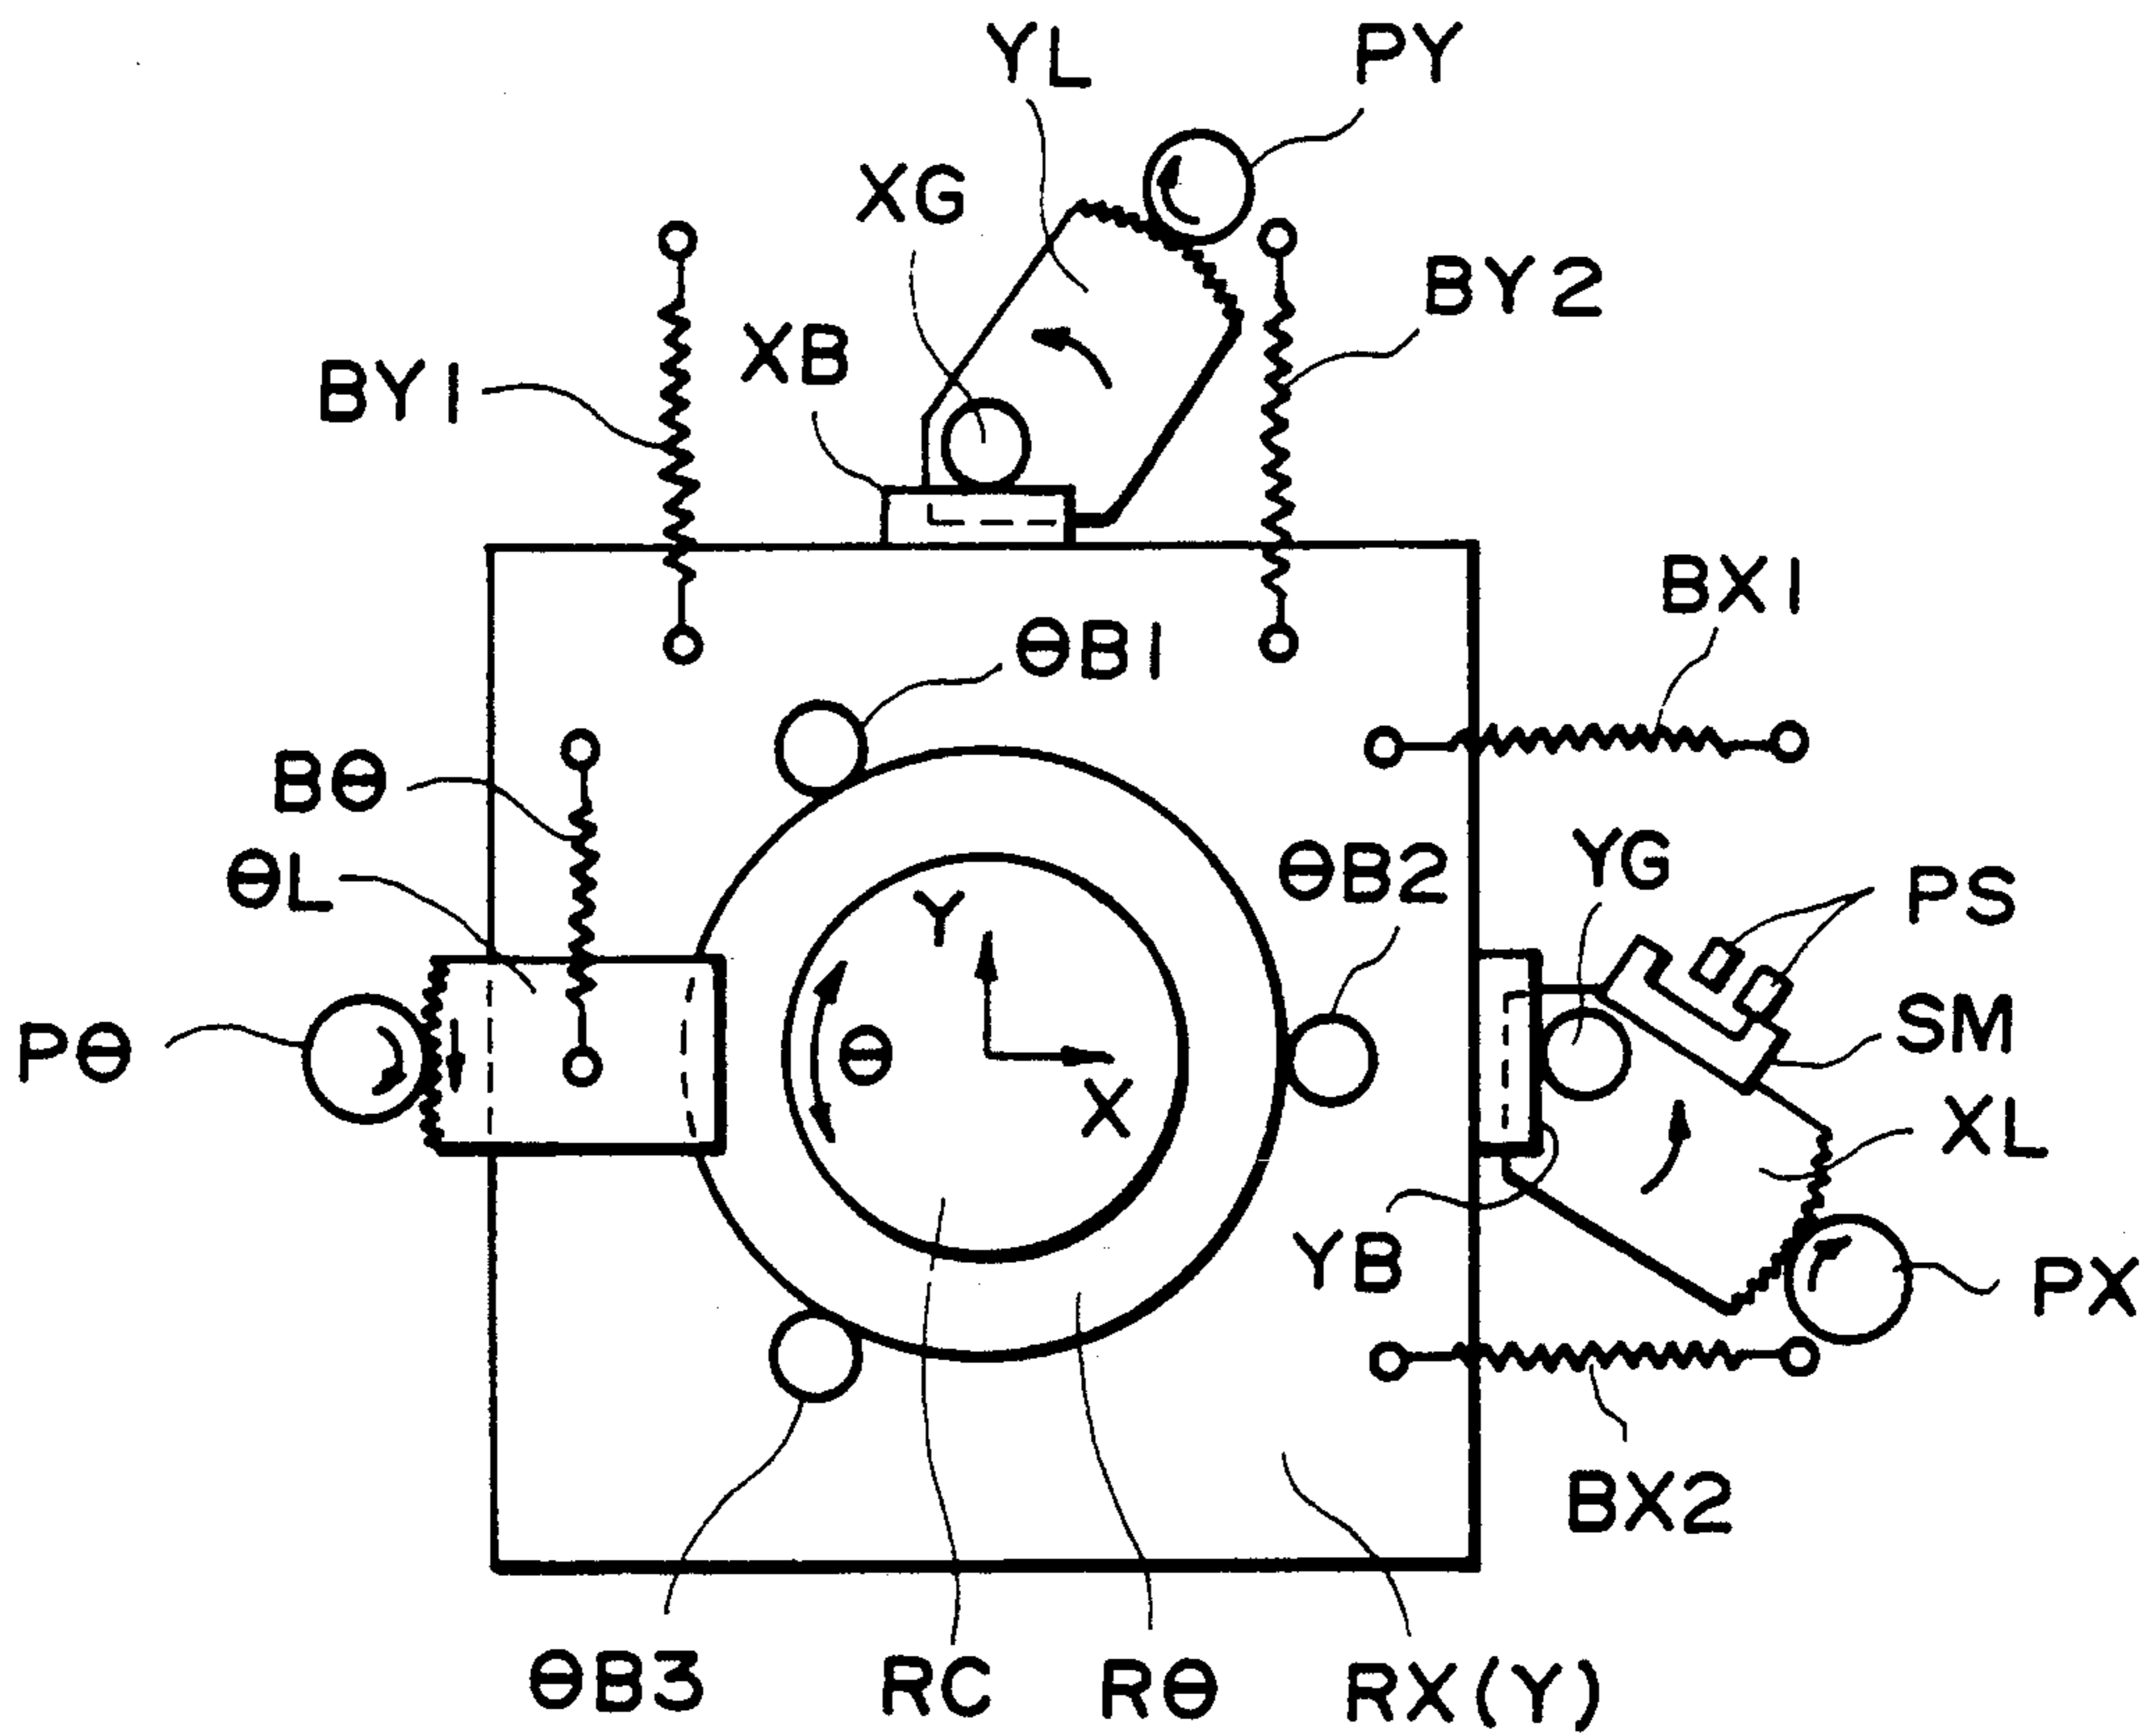 YL
PY
XG
BY2
XB
BY1
BX1
ΘB1
BΘ
YG
ΘB2
ΘL
PS
Y
SM
PΘ
Θ
X
XL
YB
PX
BX2
ΘB3
RC
RΘ
RX(Y)